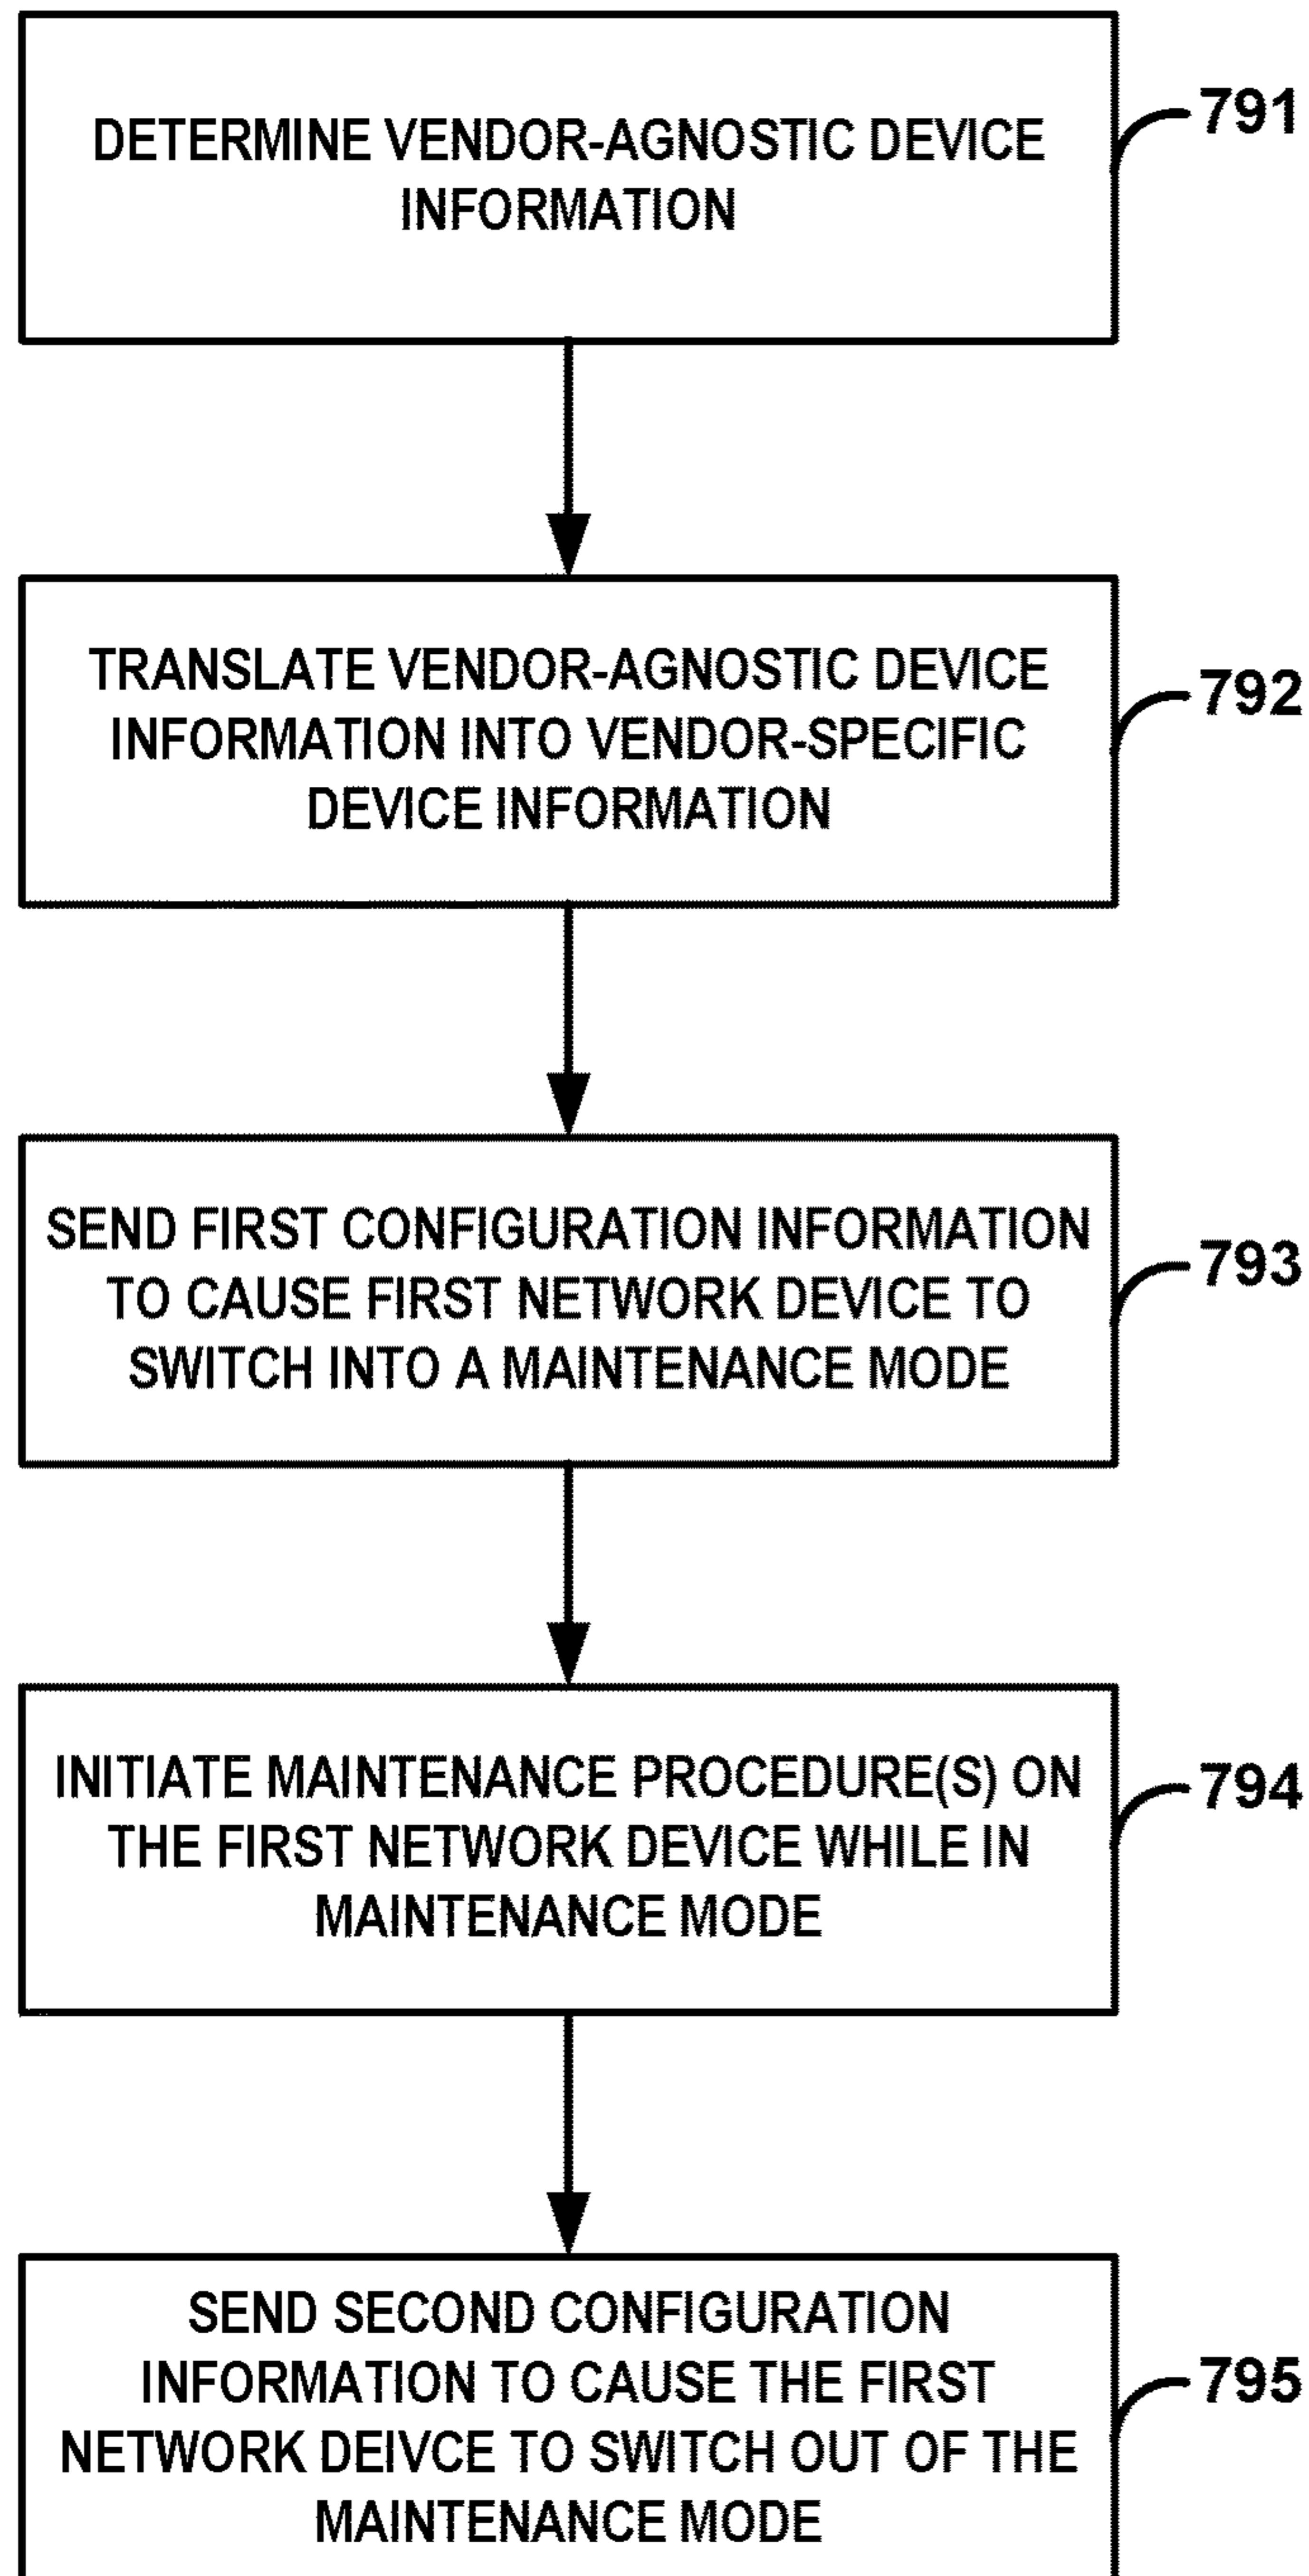 DETERMINE VENDOR-AGNOSTIC DEVICE
INFORMATION
791
TRANSLATE VENDOR-AGNOSTIC DEVICE
INFORMATION INTO VENDOR-SPECIFIC
DEVICE INFORMATION
792
SEND FIRST CONFIGURATION INFORMATION
TO CAUSE FIRST NETWORK DEVICE TO
SWITCH INTO A MAINTENANCE MODE
793
INITIATE MAINTENANCE PROCEDURE(S) ON
THE FIRST NETWORK DEVICE WHILE IN
MAINTENANCE MODE
794
SEND SECOND CONFIGURATION
INFORMATION TO CAUSE THE FIRST
NETWORK DEIVCE TO SWITCH OUT OF THE
MAINTENANCE MODE
795